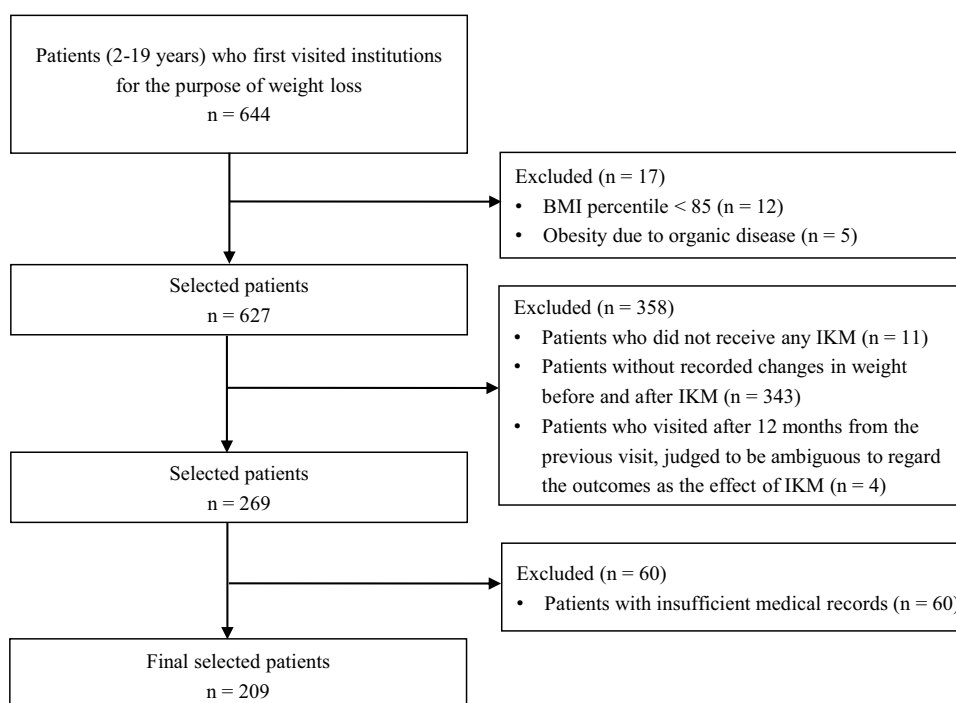 Patients (2-19 years) who first visited institutions
for the purpose of weight loss
n = 644
Excluded (n = 17)
• BMI percentile < 85 (n = 12)
• Obesity due to organic disease (n = 5)
Selected patients
n = 627
Excluded (n = 358)
• Patients who did not receive any IKM (n = 11)
• Patients without recorded changes in weight
before and after IKM (n = 343)
• Patients who visited after 12 months from the
previous visit, judged to be ambiguous to regard
the outcomes as the effect of IKM (n = 4)
Selected patients
n = 269
Excluded (n = 60)
• Patients with insufficient medical records (n = 60)
Final selected patients
n = 209